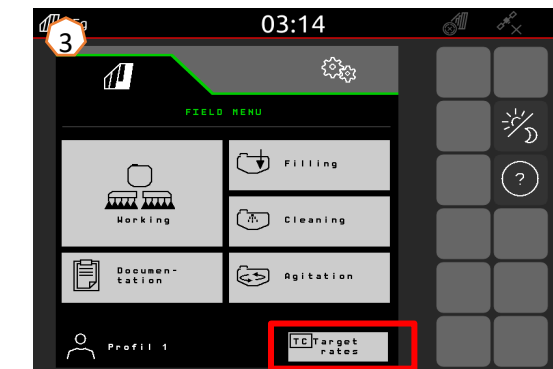 03:14
3
FIELD MENU
Filling
Working
Cleaning
Documen-
tation
Agitation
Profil 1
TC Target
rates
?